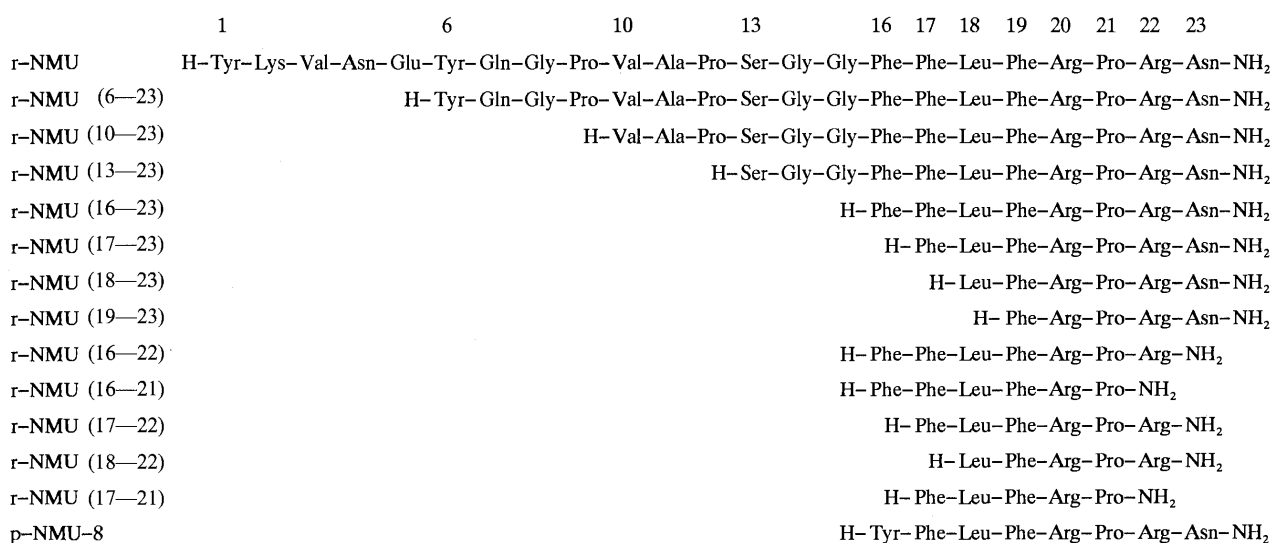 1 6 10 13 16 17 18 19 20 21 22 23
r-NMU H-Tyr-Lys-Val-Asn-Glu-Tyr-Gln-Gly-Pro-Val-Ala-Pro-Ser-Gly-Gly-Phe-Phe-Leu-Phe-Arg-Pro-Arg-Asn-NH₂
r-NMU (6—23) H-Tyr-Gln-Gly-Pro-Val-Ala-Pro-Ser-Gly-Gly-Phe-Phe-Leu-Phe-Arg-Pro-Arg-Asn-NH₂
r-NMU (10—23) H-Val-Ala-Pro-Ser-Gly-Gly-Phe-Phe-Leu-Phe-Arg-Pro-Arg-Asn-NH₂
r-NMU (13—23) H-Ser-Gly-Gly-Phe-Phe-Leu-Phe-Arg-Pro-Arg-Asn-NH₂
r-NMU (16—23) H-Phe-Phe-Leu-Phe-Arg-Pro-Arg-Asn-NH₂
r-NMU (17—23) H-Phe-Leu-Phe-Arg-Pro-Arg-Asn-NH₂
r-NMU (18—23) H-Leu-Phe-Arg-Pro-Arg-Asn-NH₂
r-NMU (19—23) H-Phe-Arg-Pro-Arg-Asn-NH₂
r-NMU (16—22) H-Phe-Phe-Leu-Phe-Arg-Pro-Arg-NH₂
r-NMU (16—21) H-Phe-Phe-Leu-Phe-Arg-Pro-NH₂
r-NMU (17—22) H-Phe-Leu-Phe-Arg-Pro-Arg-NH₂
r-NMU (18—22) H-Leu-Phe-Arg-Pro-Arg-NH₂
r-NMU (17—21) H-Phe-Leu-Phe-Arg-Pro-NH₂
p-NMU-8 H-Tyr-Phe-Leu-Phe-Arg-Pro-Arg-Asn-NH₂